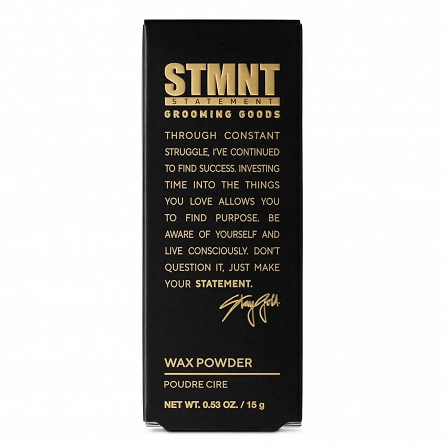 STMNT
STATEMENT
GROOMING GOODS
THROUGH CONSTANT
STRUGGLE, I'VE CONTINUED
TO FIND SUCCESS. INVESTING
TIME INTO THE THINGS
YOU LOVE ALLOWS YOU
TO FIND PURPOSE. BE
AWARE OF YOURSELF AND
LIVE CONSCIOUSLY. DON'T
QUESTION IT, JUST MAKE
YOUR STATEMENT.
StayGold.
WAX POWDER
POUDRE CIRE
NET WT. 0.53 OZ. / 15 g